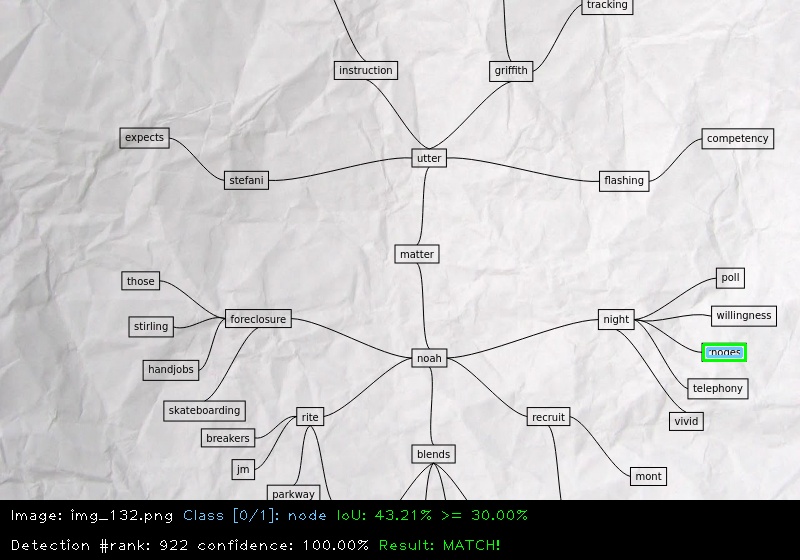 tracking
instruction
griffith
expects
competency
utter
stefani
flashing
matter
those
poll
foreclosure
night
willingness
stirling
noah
handjobs
telephony
skateboarding
rite
recruit
vivid
breakers
blends
jm
mont
parkway
Image: img_132.png Class [0/1]: node IoU: 43.21% >= 30.00%
Detection #rank: 922 confidence: 100.00% Result: MATCH!